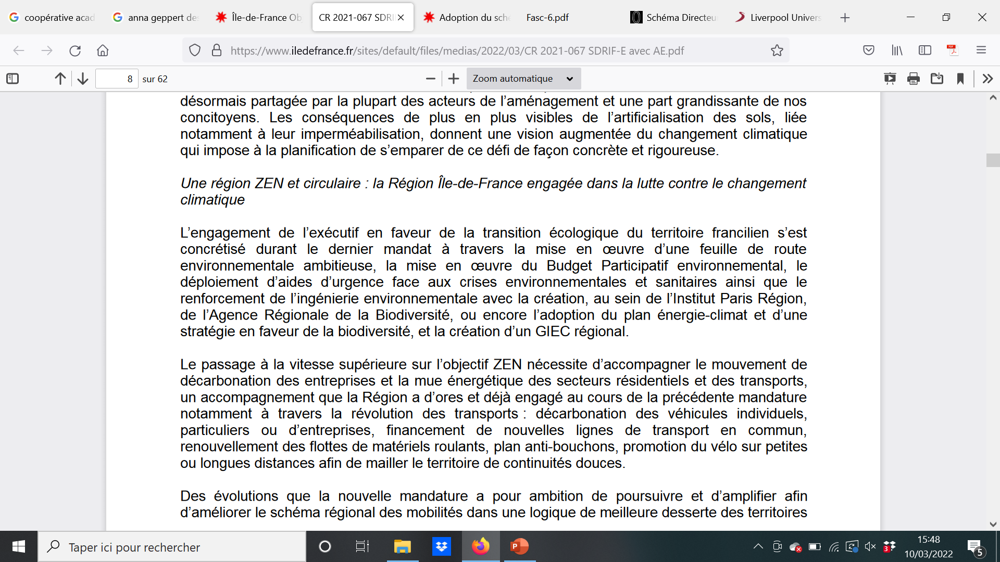 coopérative acad
anna geppert des
Île-de-France Ob
CR 2021-067 SDRIF
Adoption du sché
Fasc-6.pdf
Schéma Directeu
Liverpool Univers
https://www.iledefrance.fr/sites/default/files/medias/2022/03/CR 2021-067 SDRIF-E avec AE.pdf
8 sur 62
Zoom automatique
désormais partagée par la plupart des acteurs de l’aménagement et une part grandissante de nos
concitoyens. Les conséquences de plus en plus visibles de l’artificialisation des sols, liée
notamment à leur imperméabilisation, donnent une vision augmentée du changement climatique
qui impose à la planification de s’emparer de ce défi de façon concrète et rigoureuse.
Une région ZEN et circulaire : la Région Île-de-France engagée dans la lutte contre le changement
climatique
L’engagement de l’exécutif en faveur de la transition écologique du territoire francilien s’est
concrétisé durant le dernier mandat à travers la mise en œuvre d’une feuille de route
environnementale ambitieuse, la mise en œuvre du Budget Participatif environnemental, le
déploiement d’aides d’urgence face aux crises environnementales et sanitaires ainsi que le
renforcement de l’ingénierie environnementale avec la création, au sein de l’Institut Paris Région,
de l’Agence Régionale de la Biodiversité, ou encore l’adoption du plan énergie-climat et d’une
stratégie en faveur de la biodiversité, et la création d’un GIEC régional.
Le passage à la vitesse supérieure sur l’objectif ZEN nécessite d’accompagner le mouvement de
décarbonation des entreprises et la mue énergétique des secteurs résidentiels et des transports,
un accompagnement que la Région a d’ores et déjà engagé au cours de la précédente mandature
notamment à travers la révolution des transports : décarbonation des véhicules individuels,
particuliers ou d’entreprises, financement de nouvelles lignes de transport en commun,
renouvellement des flottes de matériels roulants, plan anti-bouchons, promotion du vélo sur petites
ou longues distances afin de mailler le territoire de continuités douces.
Des évolutions que la nouvelle mandature a pour ambition de poursuivre et d’amplifier afin
d’améliorer le schéma régional des mobilités dans une logique de meilleure desserte des territoires
Taper ici pour rechercher
15:48
10/03/2022
5
3